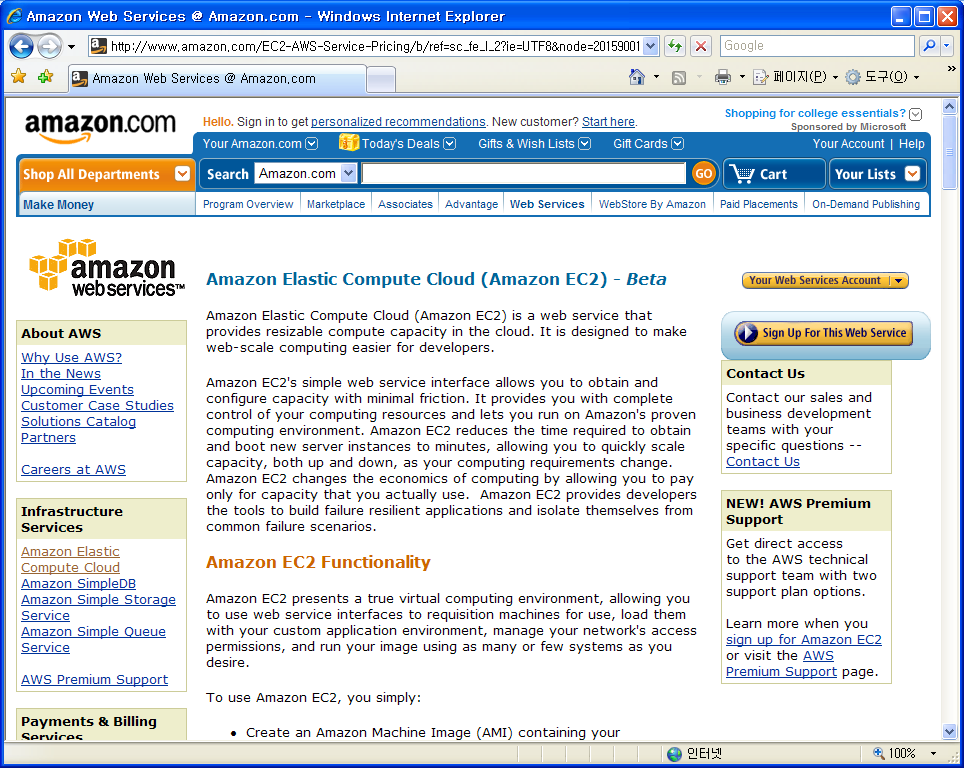 Amazon Web Services @ Amazon.com - Windows Internet Explorer
http://www.amazon.com/EC2-AWS-Service-Pricing/b/ref=sc_fe_l_2?ie=UTF8&node=20159001
Google
Amazon Web Services @ Amazon.com
페이지(P)
도구(O)
amazon.com
Hello. Sign in to get personalized recommendations. New customer? Start here.
Shopping for college essentials?
Sponsored by Microsoft
Your Amazon.com
Today's Deals
Gifts & Wish Lists
Gift Cards
Your Account | Help
Shop All Departments
Search
Amazon.com
GO
Cart
Your Lists
Make Money
Program Overview
Marketplace
Associates
Advantage
Web Services
WebStore By Amazon
Paid Placements
On-Demand Publishing
amazon
web services™
About AWS
Why Use AWS?
In the News
Upcoming Events
Customer Case Studies
Solutions Catalog
Partners
Careers at AWS
Infrastructure
Services
Amazon Elastic
Compute Cloud
Amazon SimpleDB
Amazon Simple Storage
Service
Amazon Simple Queue
Service
AWS Premium Support
Payments & Billing
Services
Amazon Elastic Compute Cloud (Amazon EC2) - Beta
Amazon Elastic Compute Cloud (Amazon EC2) is a web service that
provides resizable compute capacity in the cloud. It is designed to make
web-scale computing easier for developers.
Amazon EC2's simple web service interface allows you to obtain and
configure capacity with minimal friction. It provides you with complete
control of your computing resources and lets you run on Amazon's proven
computing environment. Amazon EC2 reduces the time required to obtain
and boot new server instances to minutes, allowing you to quickly scale
capacity, both up and down, as your computing requirements change.
Amazon EC2 changes the economics of computing by allowing you to pay
only for capacity that you actually use. Amazon EC2 provides developers
the tools to build failure resilient applications and isolate themselves from
common failure scenarios.
Amazon EC2 Functionality
Amazon EC2 presents a true virtual computing environment, allowing you
to use web service interfaces to requisition machines for use, load them
with your custom application environment, manage your network's access
permissions, and run your image using as many or few systems as you
desire.
To use Amazon EC2, you simply:
• Create an Amazon Machine Image (AMI) containing your
Your Web Services Account
Sign Up For This Web Service
Contact Us
Contact our sales and
business development
teams with your
specific questions --
Contact Us
NEW! AWS Premium
Support
Get direct access
to the AWS technical
support team with two
support plan options.
Learn more when you
sign up for Amazon EC2
or visit the AWS
Premium Support page.
인터넷
100%